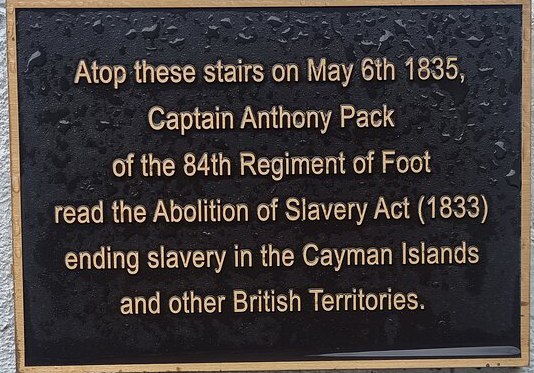 Atop these stairs on May 6th 1835,
Captain Anthony Pack
of the 84th Regiment of Foot
read the Abolition of Slavery Act (1833)
ending slavery in the Cayman Islands
and other British Territories.